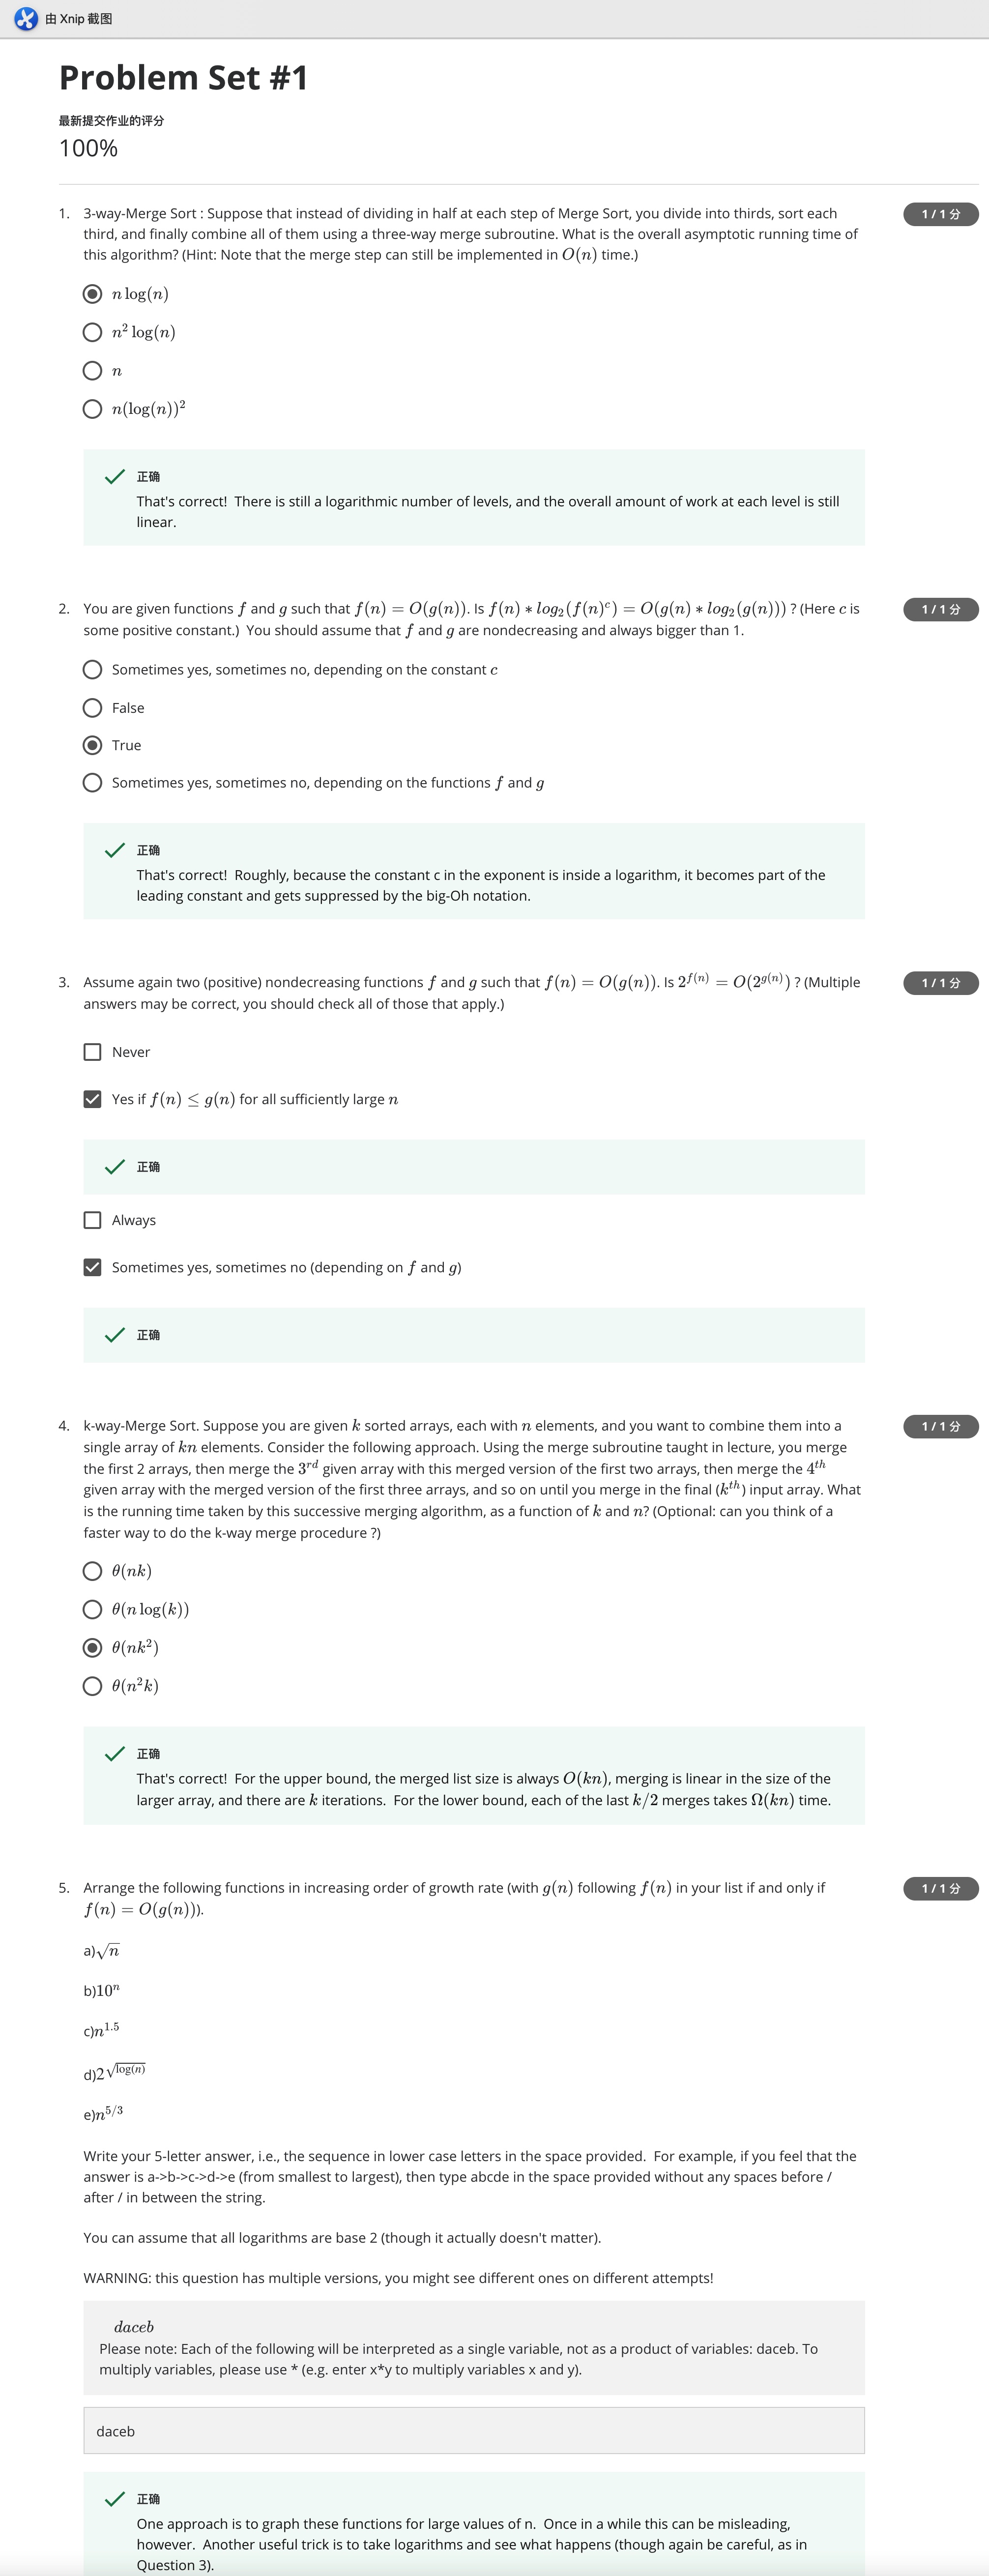 由 Xnip 截图
Problem Set #1
最新提交作业的评分
100%
1. 3-way-Merge Sort : Suppose that instead of dividing in half at each step of Merge Sort, you divide into thirds, sort each
third, and finally combine all of them using a three-way merge subroutine. What is the overall asymptotic running time of
this algorithm? (Hint: Note that the merge step can still be implemented in O(n) time.)
1 / 1 分
n log(n)
n² log(n)
n
n(log(n))²
正确
That's correct! There is still a logarithmic number of levels, and the overall amount of work at each level is still
linear.
2. You are given functions f and g such that f(n) = O(g(n)). Is f(n) * log₂(f(n)^c) = O(g(n) * log₂(g(n))) ? (Here c is
some positive constant.) You should assume that f and g are nondecreasing and always bigger than 1.
1 / 1 分
Sometimes yes, sometimes no, depending on the constant c
False
True
Sometimes yes, sometimes no, depending on the functions f and g
正确
That's correct! Roughly, because the constant c in the exponent is inside a logarithm, it becomes part of the
leading constant and gets suppressed by the big-Oh notation.
3. Assume again two (positive) nondecreasing functions f and g such that f(n) = O(g(n)). Is 2^f(n) = O(2^g(n)) ? (Multiple
answers may be correct, you should check all of those that apply.)
1 / 1 分
Never
Yes if f(n) ≤ g(n) for all sufficiently large n
正确
Always
Sometimes yes, sometimes no (depending on f and g)
正确
4. k-way-Merge Sort. Suppose you are given k sorted arrays, each with n elements, and you want to combine them into a
single array of kn elements. Consider the following approach. Using the merge subroutine taught in lecture, you merge
the first 2 arrays, then merge the 3^rd given array with this merged version of the first two arrays, then merge the 4^th
given array with the merged version of the first three arrays, and so on until you merge in the final (k^th) input array. What
is the running time taken by this successive merging algorithm, as a function of k and n? (Optional: can you think of a
faster way to do the k-way merge procedure ?)
1 / 1 分
θ(nk)
θ(n log(k))
θ(nk²)
θ(n²k)
正确
That's correct! For the upper bound, the merged list size is always O(kn), merging is linear in the size of the
larger array, and there are k iterations. For the lower bound, each of the last k/2 merges takes Ω(kn) time.
5. Arrange the following functions in increasing order of growth rate (with g(n) following f(n) in your list if and only if
f(n) = O(g(n))).
1 / 1 分
a)√n
b)10^n
c)n^1.5
d)2^√log(n)
e)n^5/3
Write your 5-letter answer, i.e., the sequence in lower case letters in the space provided. For example, if you feel that the
answer is a->b->c->d->e (from smallest to largest), then type abcde in the space provided without any spaces before /
after / in between the string.
You can assume that all logarithms are base 2 (though it actually doesn't matter).
WARNING: this question has multiple versions, you might see different ones on different attempts!
daceb
Please note: Each of the following will be interpreted as a single variable, not as a product of variables: daceb. To
multiply variables, please use * (e.g. enter x*y to multiply variables x and y).
daceb
正确
One approach is to graph these functions for large values of n. Once in a while this can be misleading,
however. Another useful trick is to take logarithms and see what happens (though again be careful, as in
Question 3).